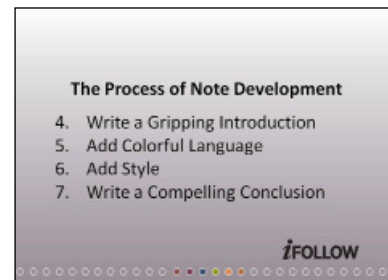 The Process of Note Development
4. Write a Gripping Introduction
5. Add Colorful Language
6. Add Style
7. Write a Compelling Conclusion
iFOLLOW